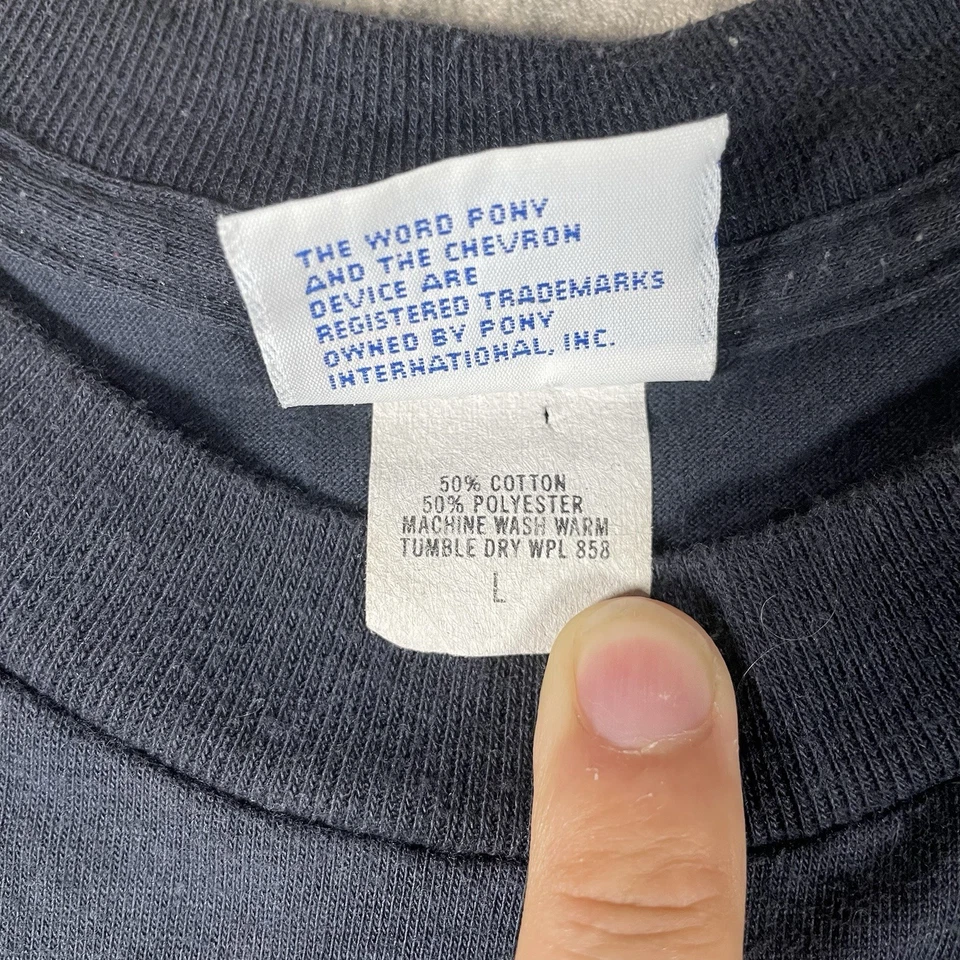 THE WORD PONY
AND THE CHEVRON
DEVICE ARE
REGISTERED TRADEMARKS
OWNED BY PONY
INTERNATIONAL, INC.
50% COTTON
50% POLYESTER
MACHINE WASH WARM
TUMBLE DRY WPL 858
L